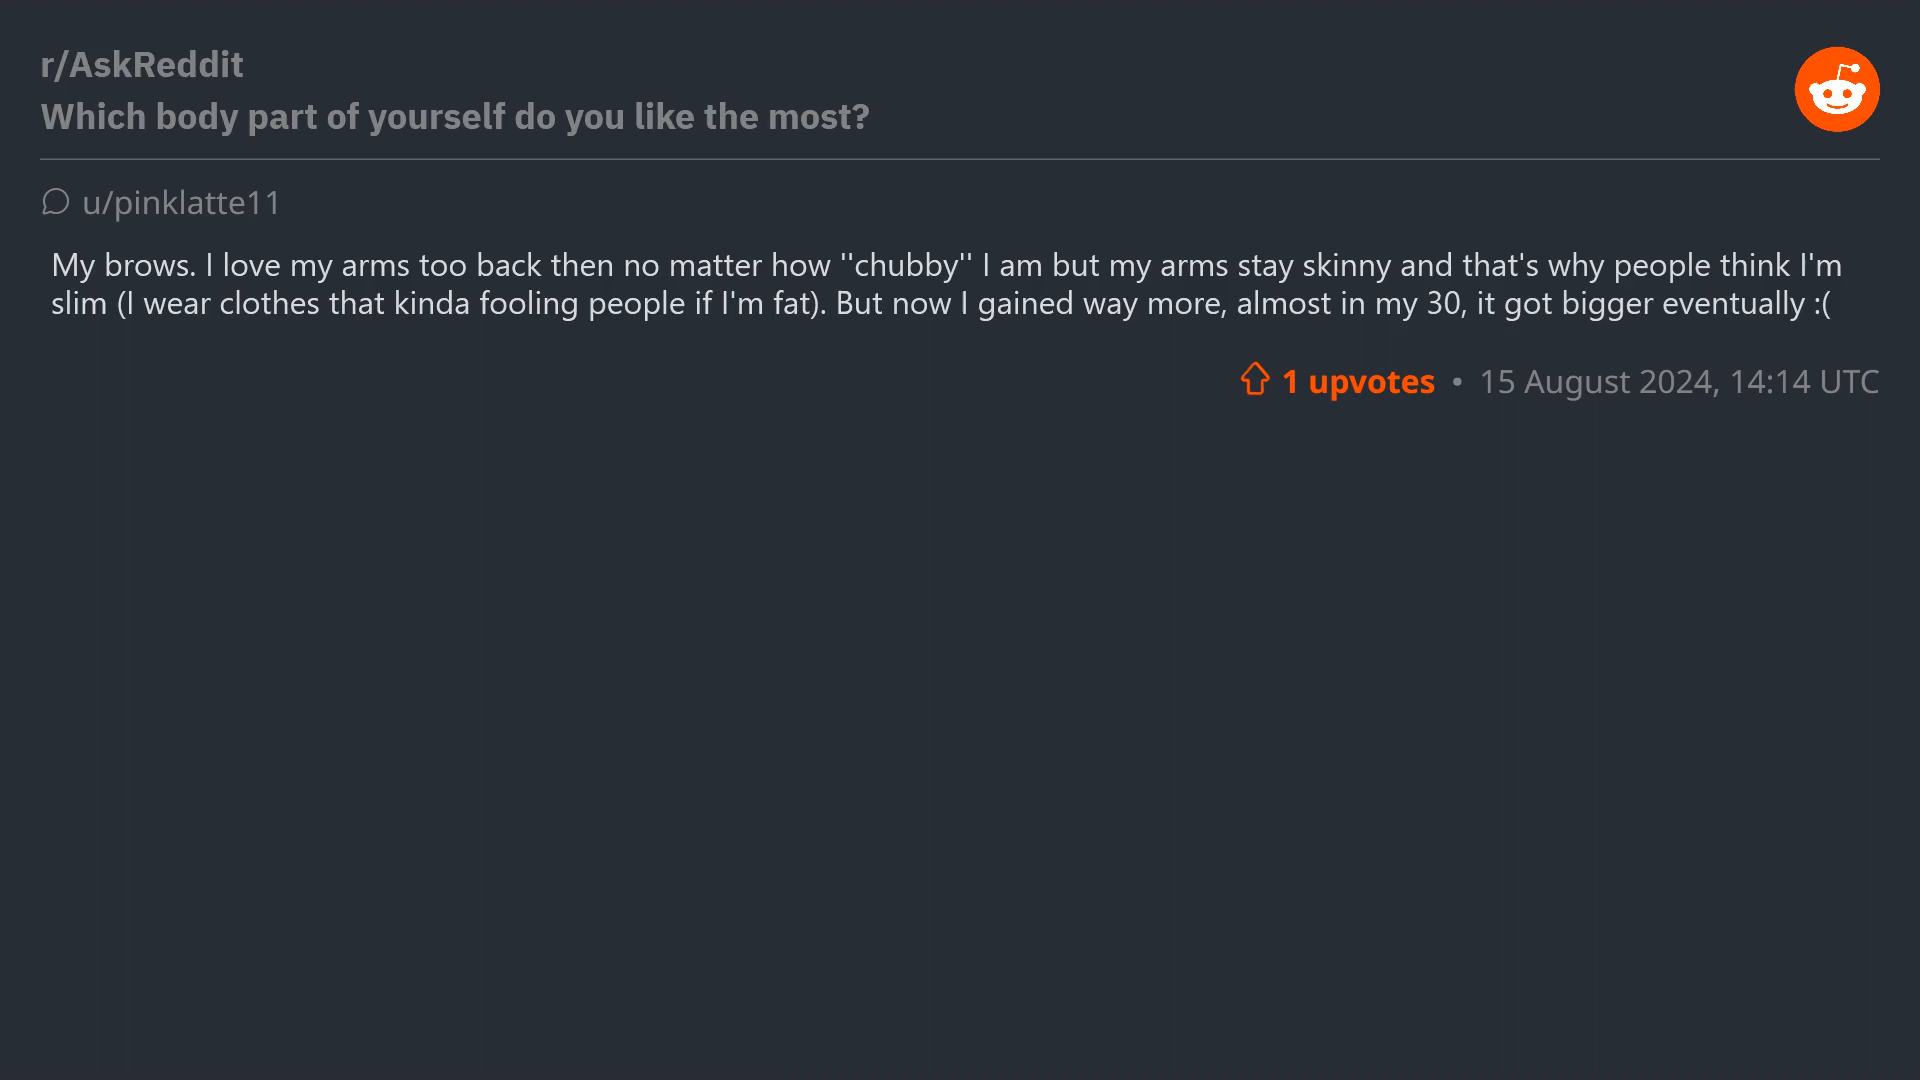 r/AskReddit
Which body part of yourself do you like the most?
u/pinklatte11
My brows. I love my arms too back then no matter how ''chubby'' I am but my arms stay skinny and that's why people think I'm
slim (I wear clothes that kinda fooling people if I'm fat). But now I gained way more, almost in my 30, it got bigger eventually :(
1 upvotes • 15 August 2024, 14:14 UTC